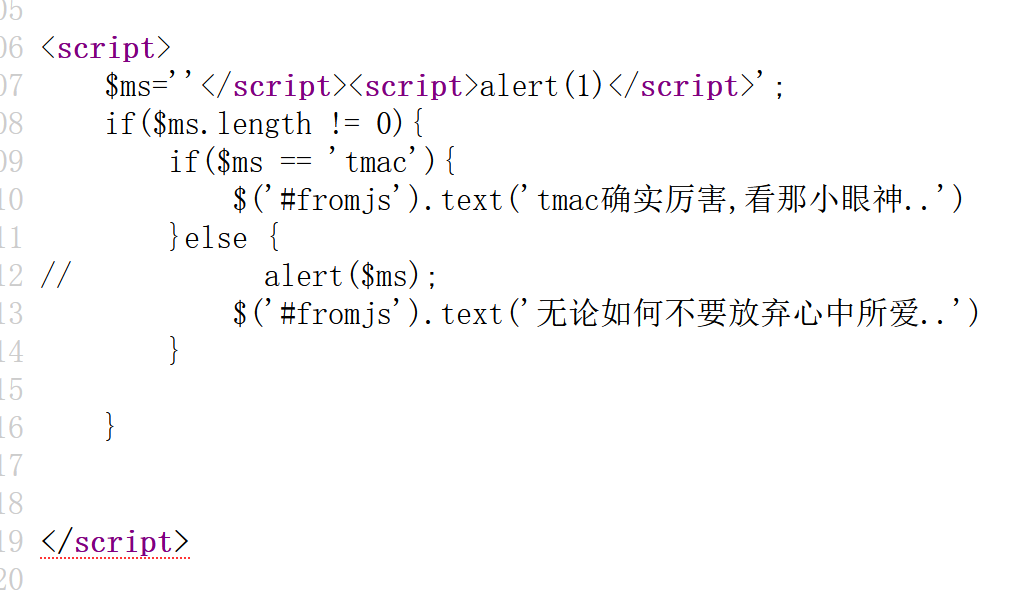 05
06 <script>
07     $ms=''</script><script>alert(1)</script>';
08     if($ms.length != 0){
09         if($ms == 'tmac'){
10             $('#fromjs').text('tmac确实厉害,看那小眼神..')
11         }else {
12 //            alert($ms);
13             $('#fromjs').text('无论如何不要放弃心中所爱..')
14         }
15
16     }
17
18
19 </script>
20